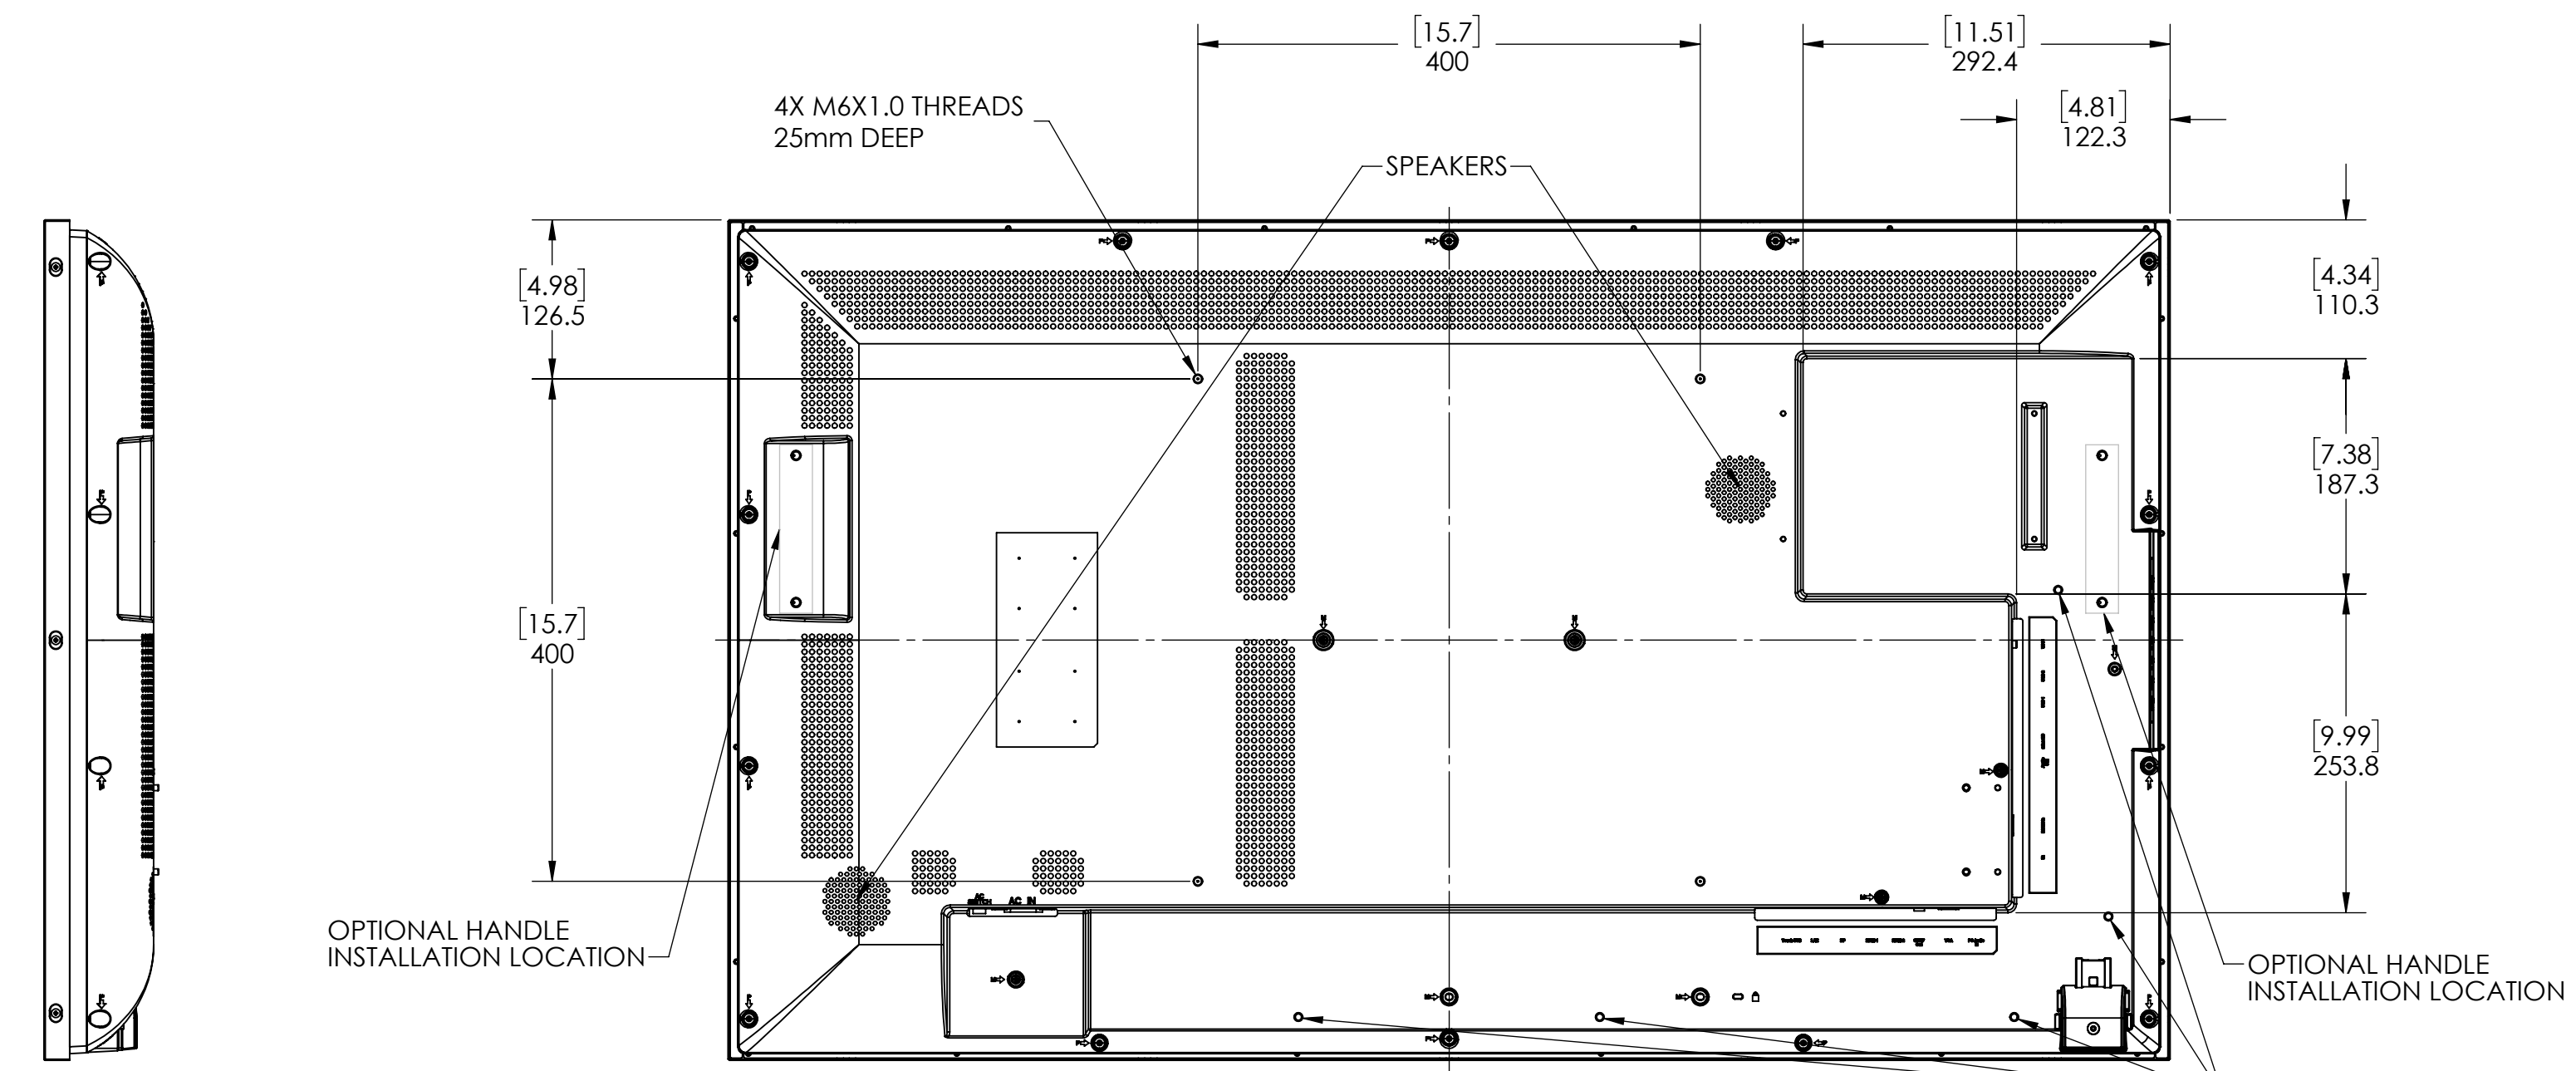 [15.7]
400
[11.51]
292.4
[4.81]
122.3
4X M6X1.0 THREADS
25mm DEEP
SPEAKERS
[4.98]
126.5
[4.34]
110.3
[7.38]
187.3
[15.7]
400
[9.99]
253.8
AC
SWITCH
AC IN
OPTIONAL HANDLE
INSTALLATION LOCATION
OPTIONAL HANDLE
INSTALLATION LOCATION